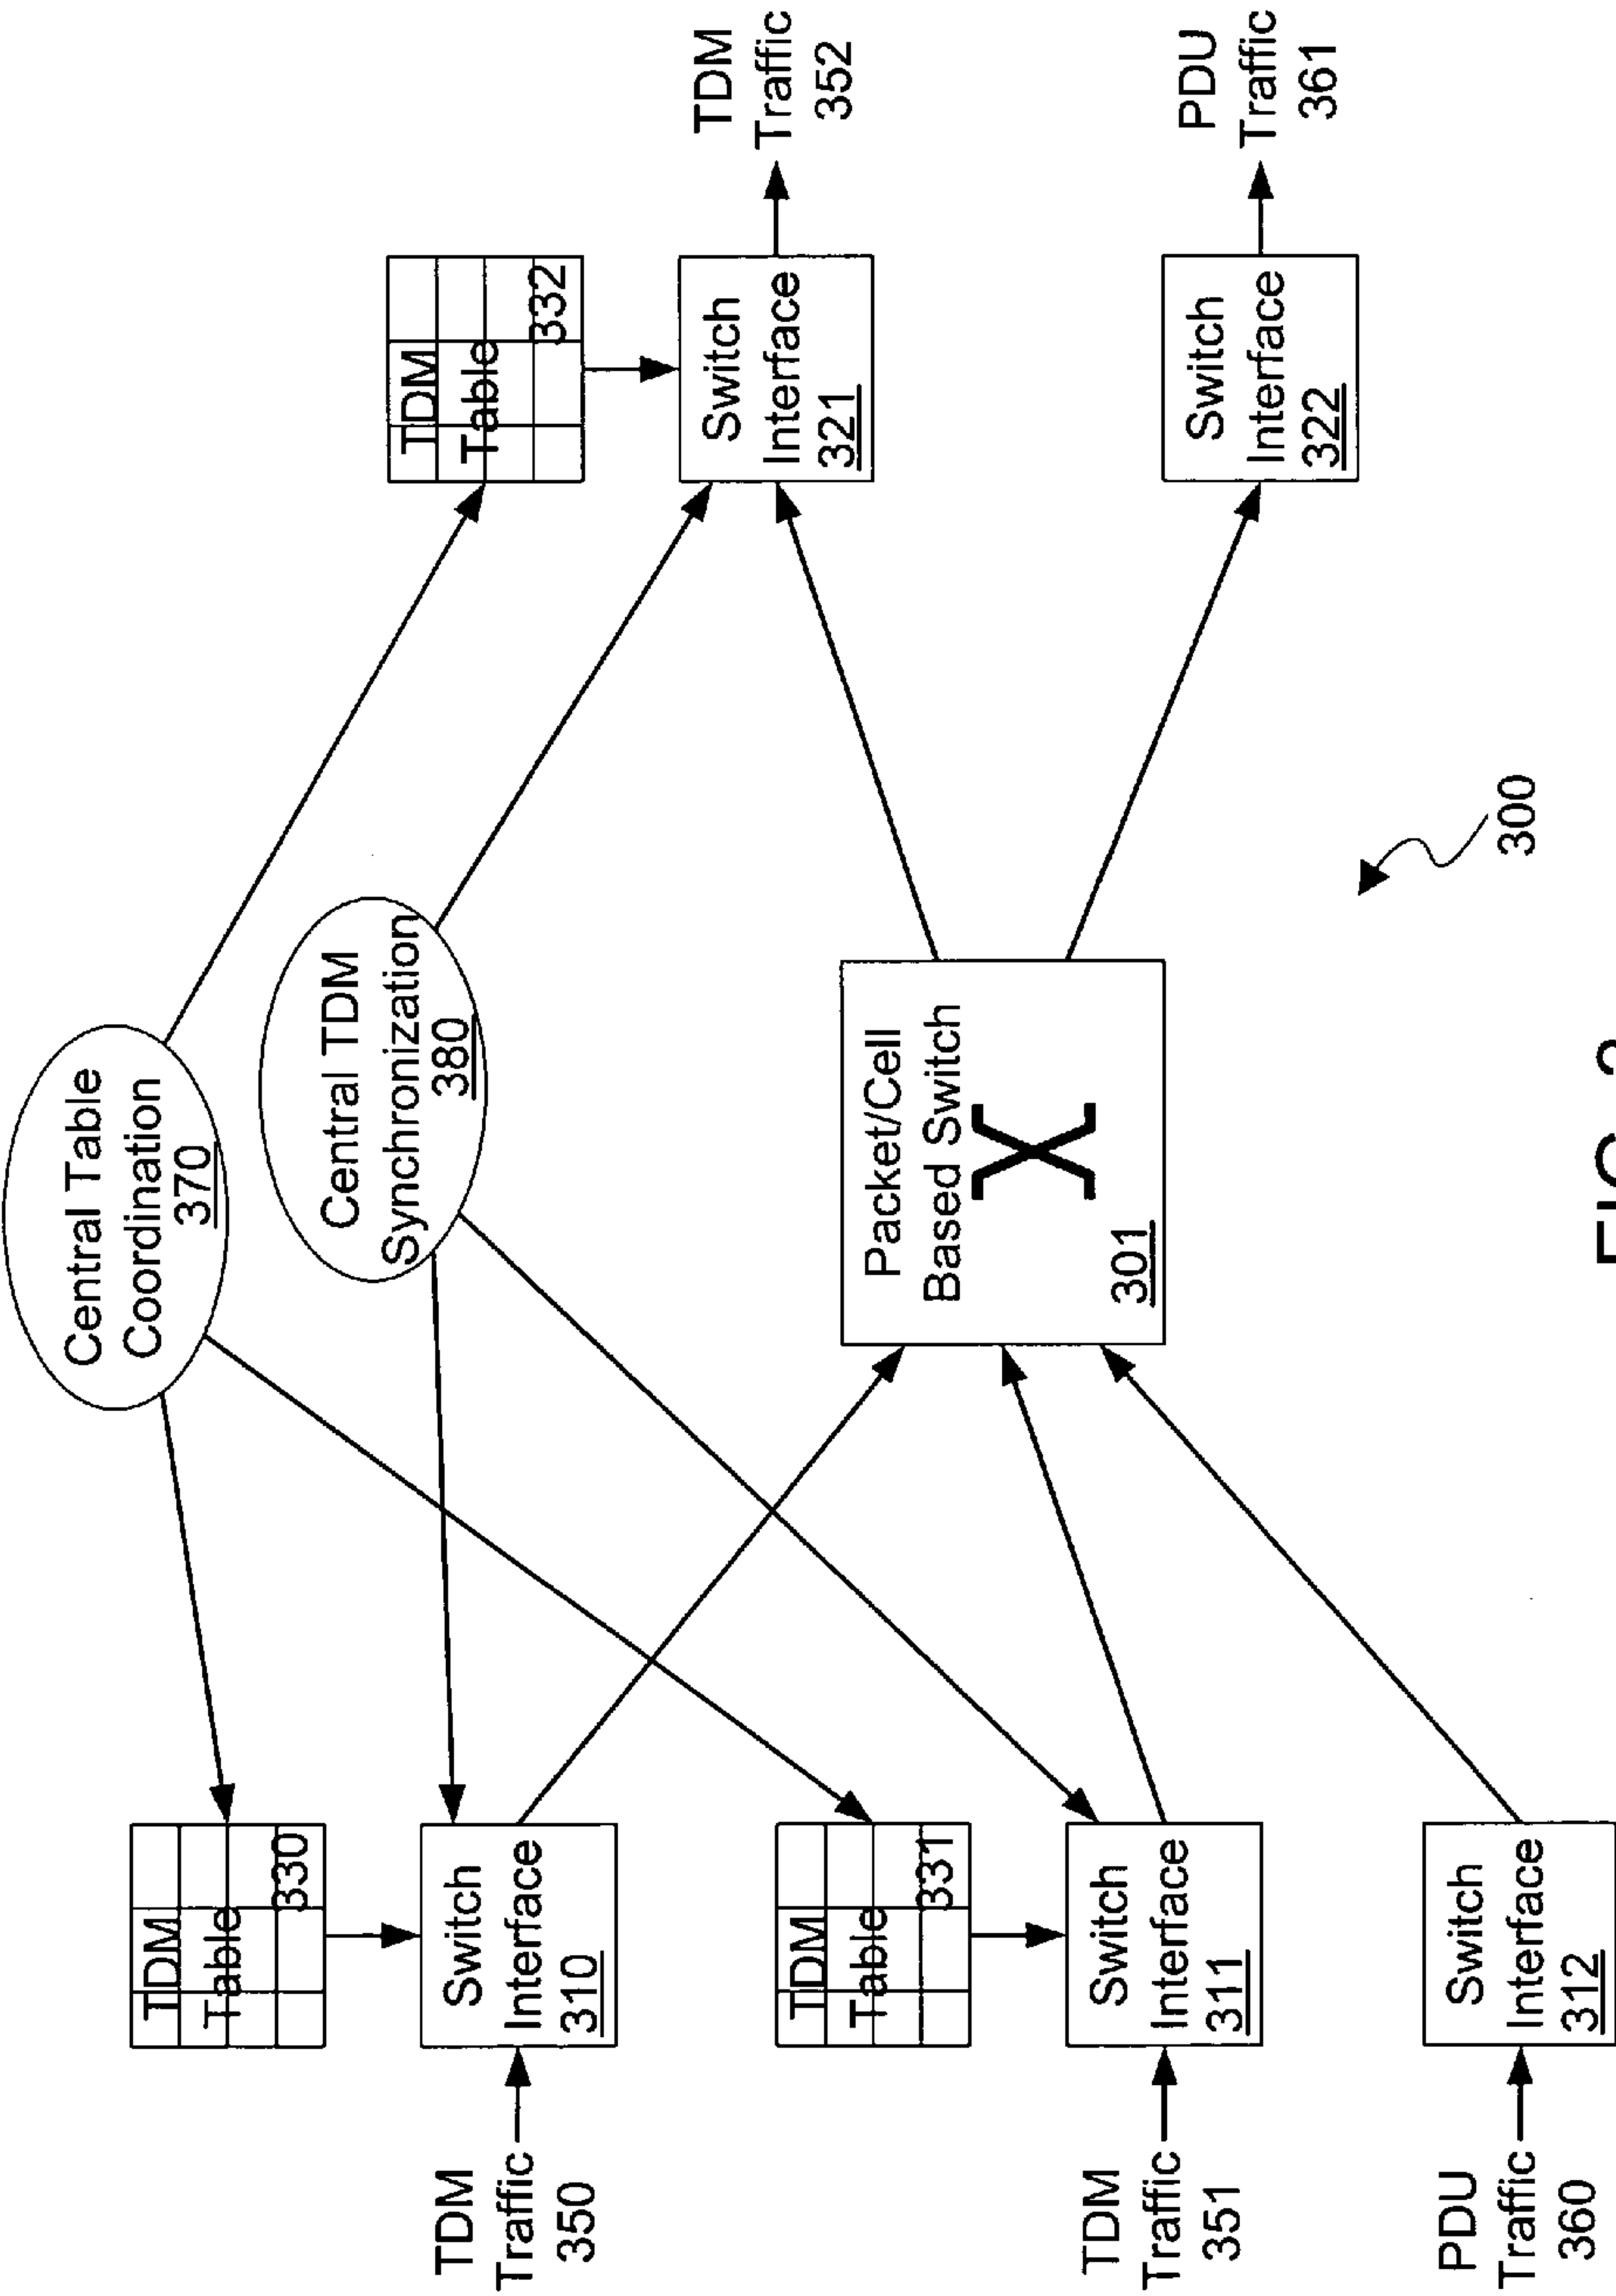 Central Table
Coordination
370
Central TDM
Synchronization
380
TDM
Table
330
Switch
Interface
310
TDM
Traffic
350
TDM
Table
331
Switch
Interface
311
TDM
Traffic
351
Switch
Interface
312
PDU
Traffic
360
Packet/Cell
Based Switch
301
TDM
Table
332
Switch
Interface
321
TDM
Traffic
352
Switch
Interface
322
PDU
Traffic
361
300